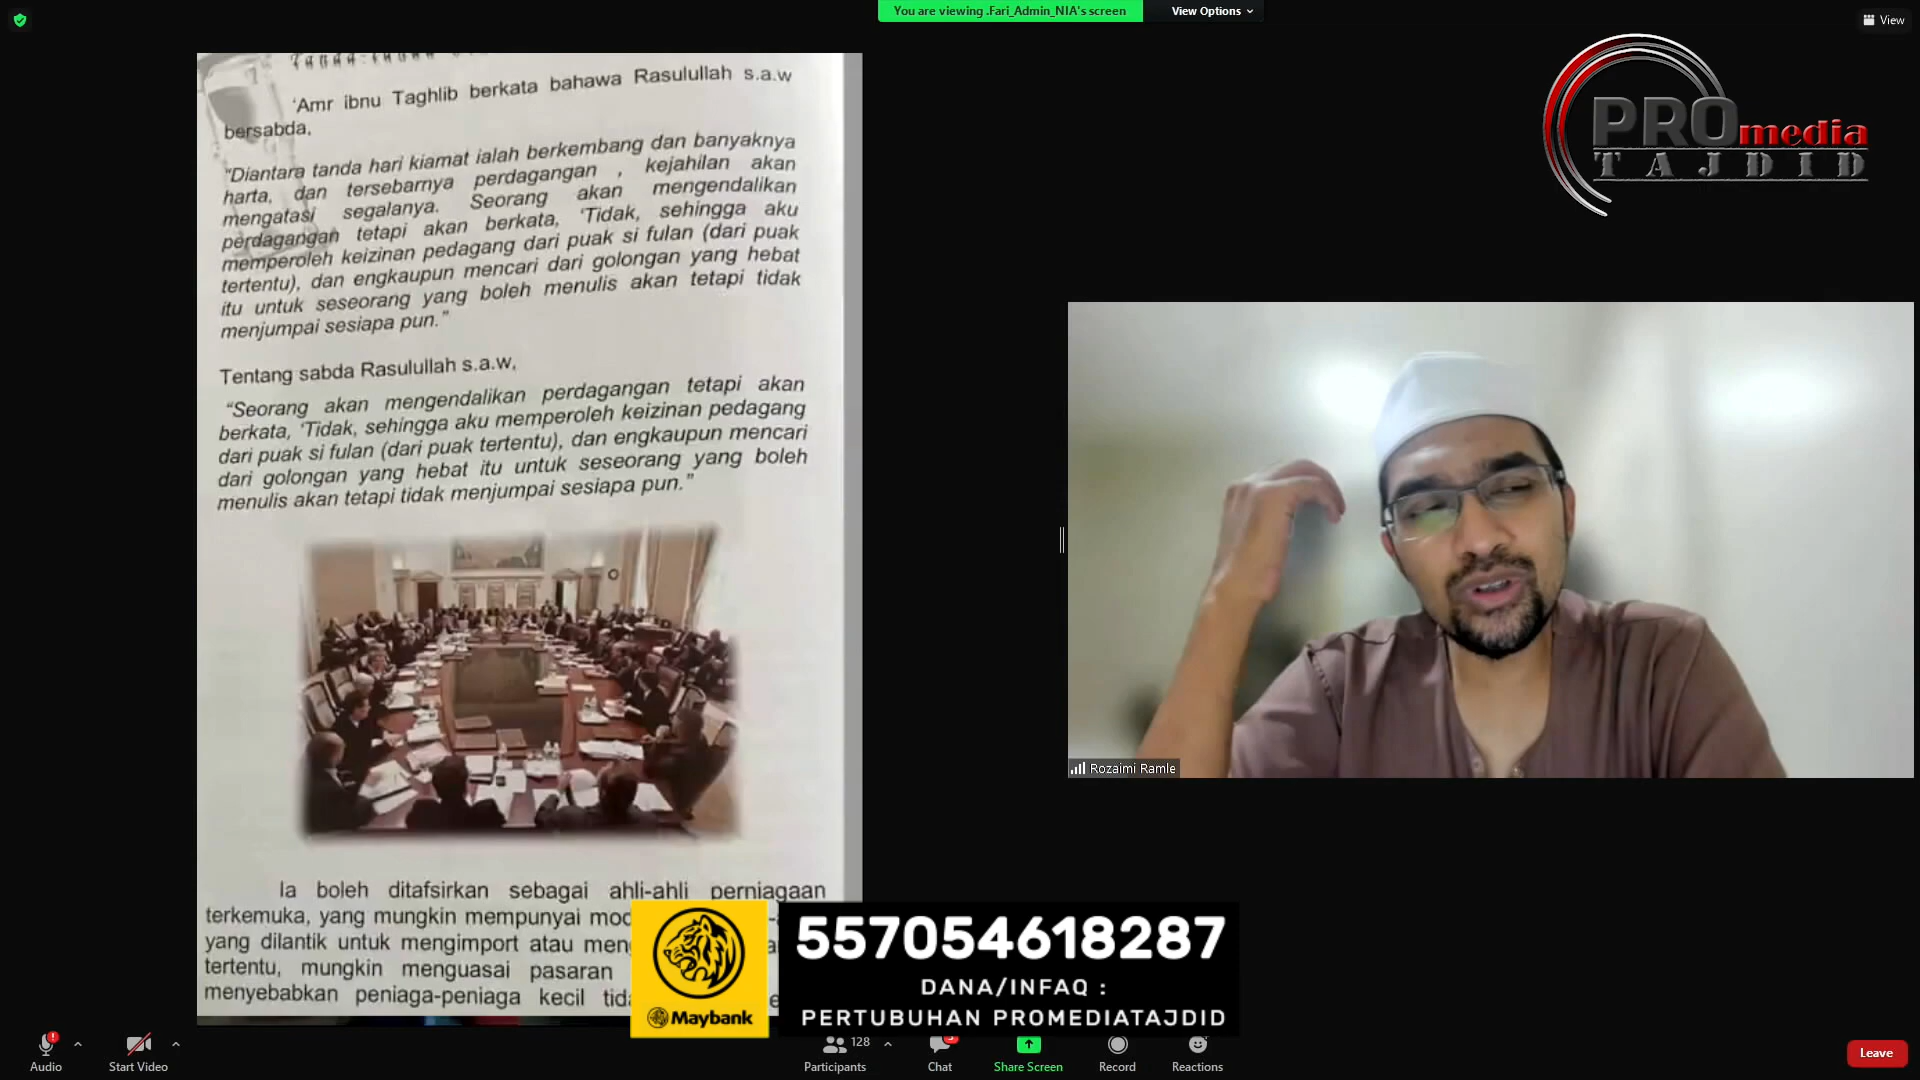 You are viewing .Fari_Admin_NIA's screen
View Options
View
PROmedia
TAJDID
'Amr ibnu Taghlib berkata bahawa Rasulullah s.a.w
bersabda,
"Diantara tanda hari kiamat ialah berkembang dan banyaknya
harta, dan tersebarnya perdagangan , kejahilan akan
mengatasi segalanya. Seorang akan mengendalikan
perdagangan tetapi akan berkata, 'Tidak, sehingga aku
memperoleh keizinan pedagang dari puak si fulan (dari puak
tertentu), dan engkaupun mencari dari golongan yang hebat
itu untuk seseorang yang boleh menulis akan tetapi tidak
menjumpai sesiapa pun."
Tentang sabda Rasulullah s.a.w,
"Seorang akan mengendalikan perdagangan tetapi akan
berkata, 'Tidak, sehingga aku memperoleh keizinan pedagang
dari puak si fulan (dari puak tertentu), dan engkaupun mencari
dari golongan yang hebat itu untuk seseorang yang boleh
menulis akan tetapi tidak menjumpai sesiapa pun."
Ia boleh ditafsirkan sebagai ahli-ahli perniagaan
terkemuka, yang mungkin mempunyai
yang dilantik untuk mengimport atau
tertentu, mungkin menguasai pasaran
menyebabkan peniaga-peniaga kecil
Rozaimi Ramle
Maybank
557054618287
DANA/INFAQ :
PERTUBUHAN PROMEDIATAJDID
Audio
Start Video
Participants
128
Chat
Share Screen
Record
Reactions
Leave